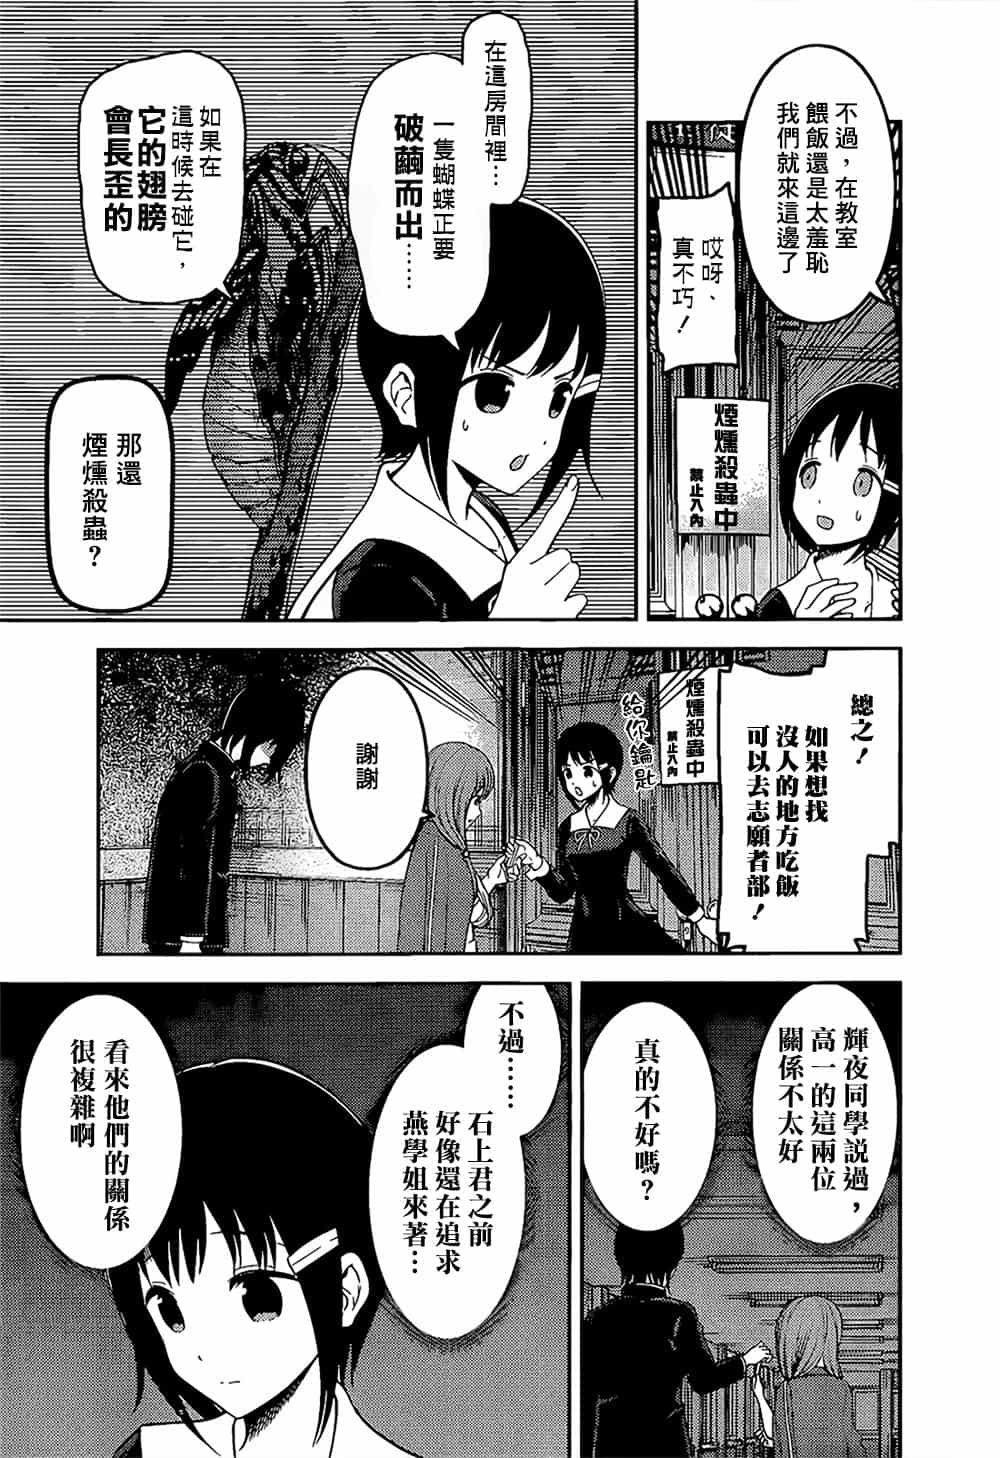 不過，在教室
餵飯還是太羞恥
我們就來這邊了
哎呀、
真不巧！
煙燻殺蟲中
禁止入內
在這房間裡…
一隻蝴蝶正要
破繭而出……
如果在
這時候去碰它，
它的翅膀
會長歪的
那還
煙燻殺蟲？
總之！
如果想找
沒人的地方吃飯
可以去志願者部！
煙燻殺蟲中
禁止入內
給你鑰匙
謝謝
輝夜同學說過，
高一的這兩位
關係不太好
真的不好嗎？
不過……
石上君之前
好像還在追求
燕學姐來著…
看來他們的關係
很複雜啊